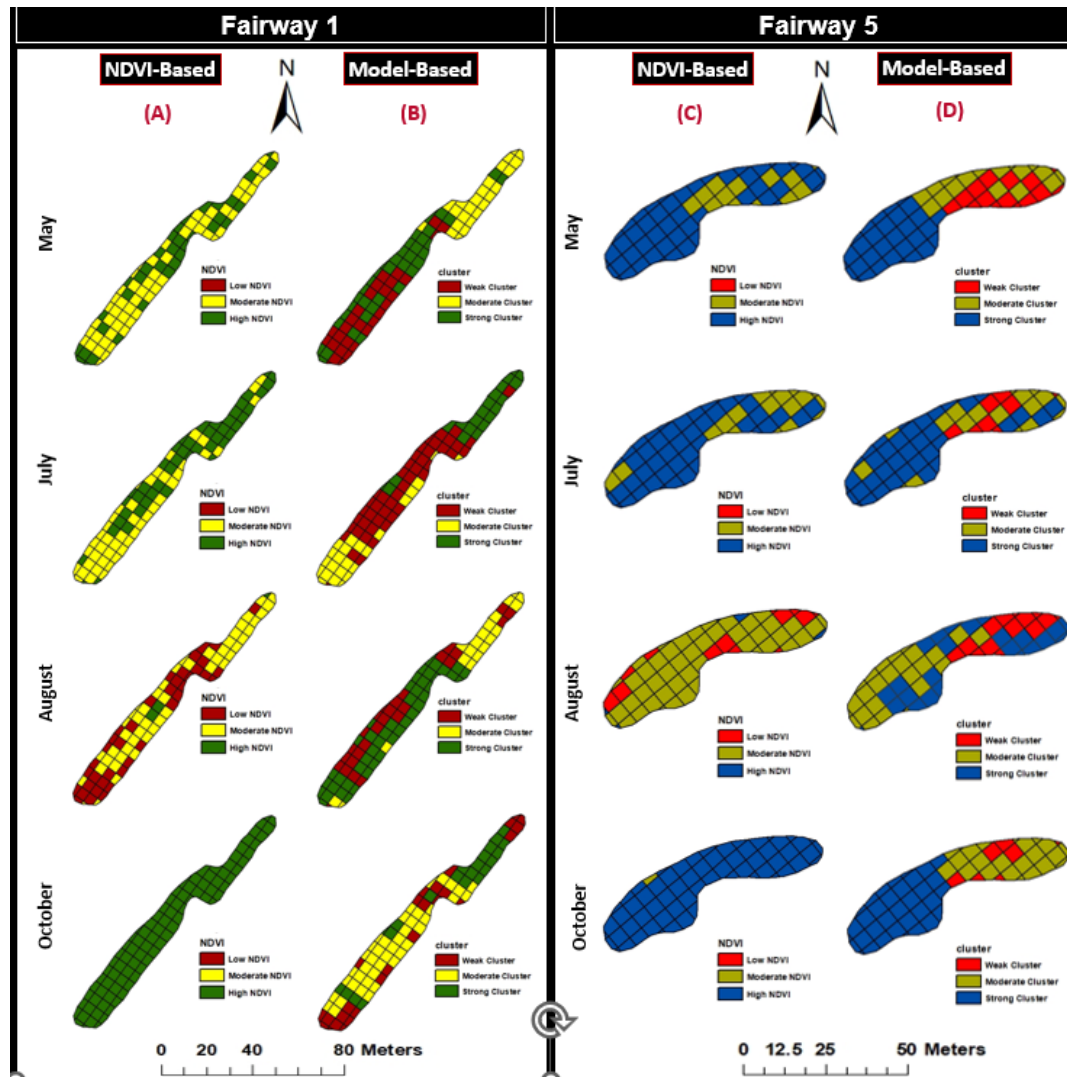 Fairway 1
Fairway 5
NDVI-Based
N
Model-Based
NDVI-Based
N
Model-Based
(A)
(B)
(C)
(D)
May
NDVI
Low NDVI
Moderate NDVI
High NDVI
cluster
Weak Cluster
Moderate Cluster
Strong Cluster
NDVI
Low NDVI
Moderate NDVI
High NDVI
cluster
Weak Cluster
Moderate Cluster
Strong Cluster
May
July
NDVI
Low NDVI
Moderate NDVI
High NDVI
cluster
Weak Cluster
Moderate Cluster
Strong Cluster
July
NDVI
Low NDVI
Moderate NDVI
High NDVI
cluster
Weak Cluster
Moderate Cluster
Strong Cluster
August
NDVI
Low NDVI
Moderate NDVI
High NDVI
cluster
Weak Cluster
Moderate Cluster
Strong Cluster
August
NDVI
Low NDVI
Moderate NDVI
High NDVI
cluster
Weak Cluster
Moderate Cluster
Strong Cluster
October
NDVI
Low NDVI
Moderate NDVI
High NDVI
cluster
Weak Cluster
Moderate Cluster
Strong Cluster
October
NDVI
Low NDVI
Moderate NDVI
High NDVI
cluster
Weak Cluster
Moderate Cluster
Strong Cluster
0 20 40 80 Meters
0 12.5 25 50 Meters